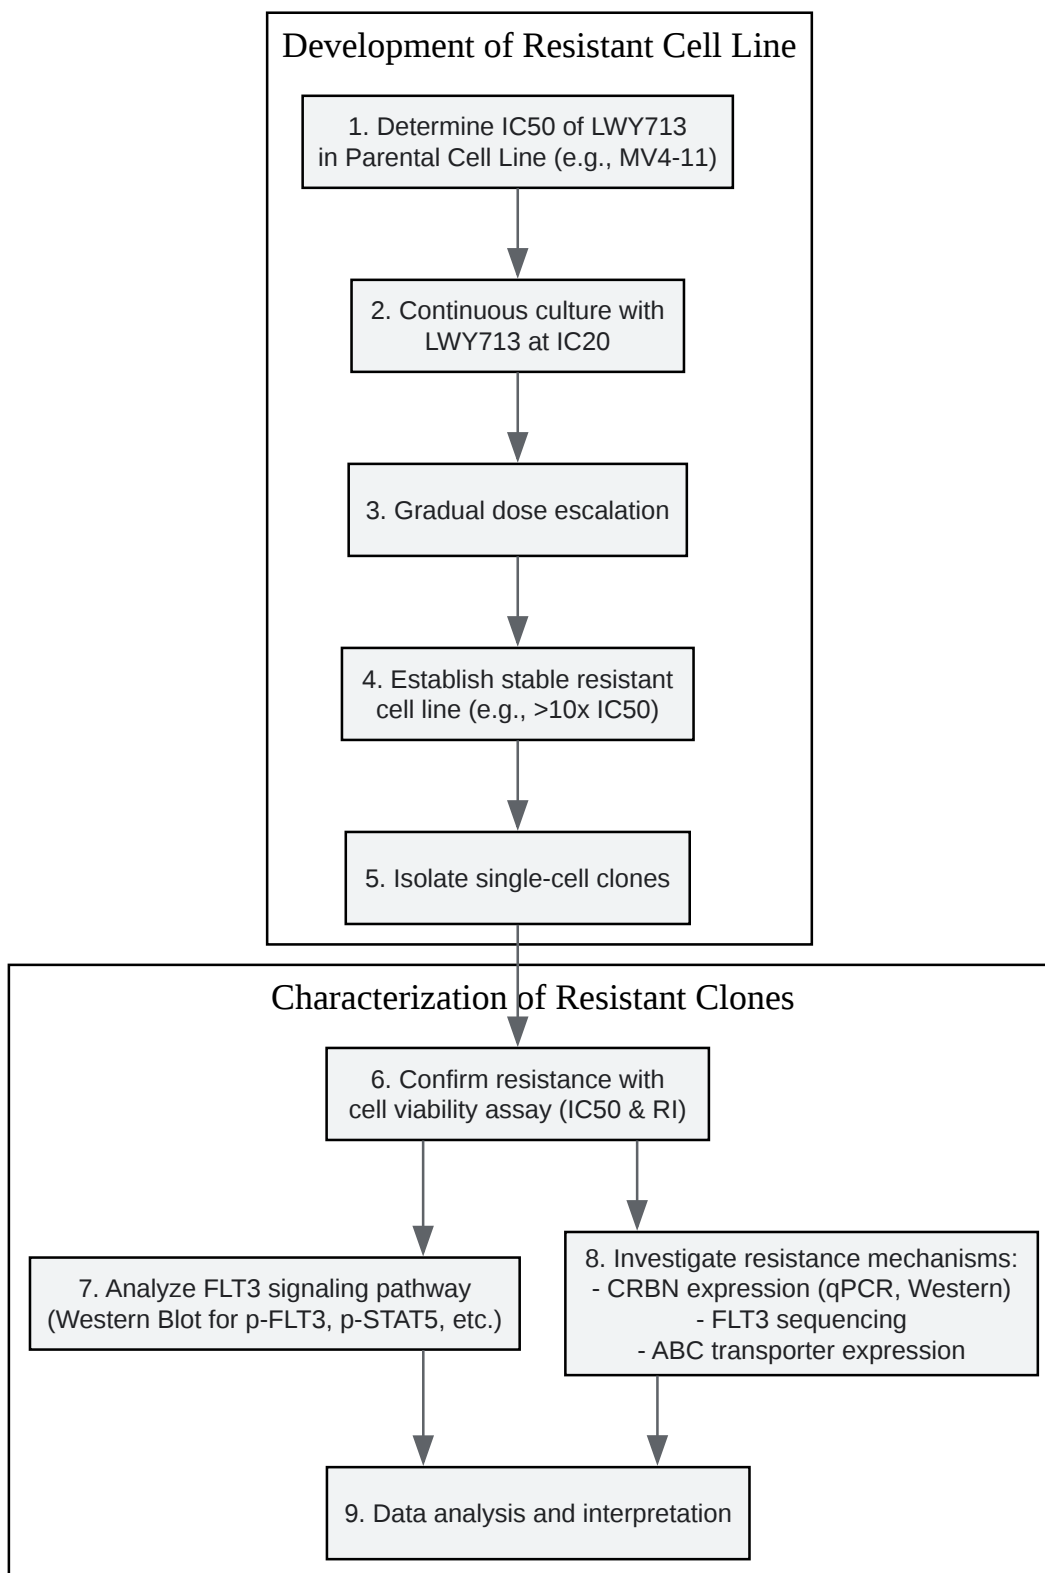 Development of Resistant Cell Line
1. Determine IC50 of LWY713
in Parental Cell Line (e.g., MV4-11)
2. Continuous culture with
LWY713 at IC20
3. Gradual dose escalation
4. Establish stable resistant
cell line (e.g., >10x IC50)
5. Isolate single-cell clones
Characterization of Resistant Clones
6. Confirm resistance with
cell viability assay (IC50 & RI)
7. Analyze FLT3 signaling pathway
(Western Blot for p-FLT3, p-STAT5, etc.)
8. Investigate resistance mechanisms:
- CRBN expression (qPCR, Western)
- FLT3 sequencing
- ABC transporter expression
9. Data analysis and interpretation